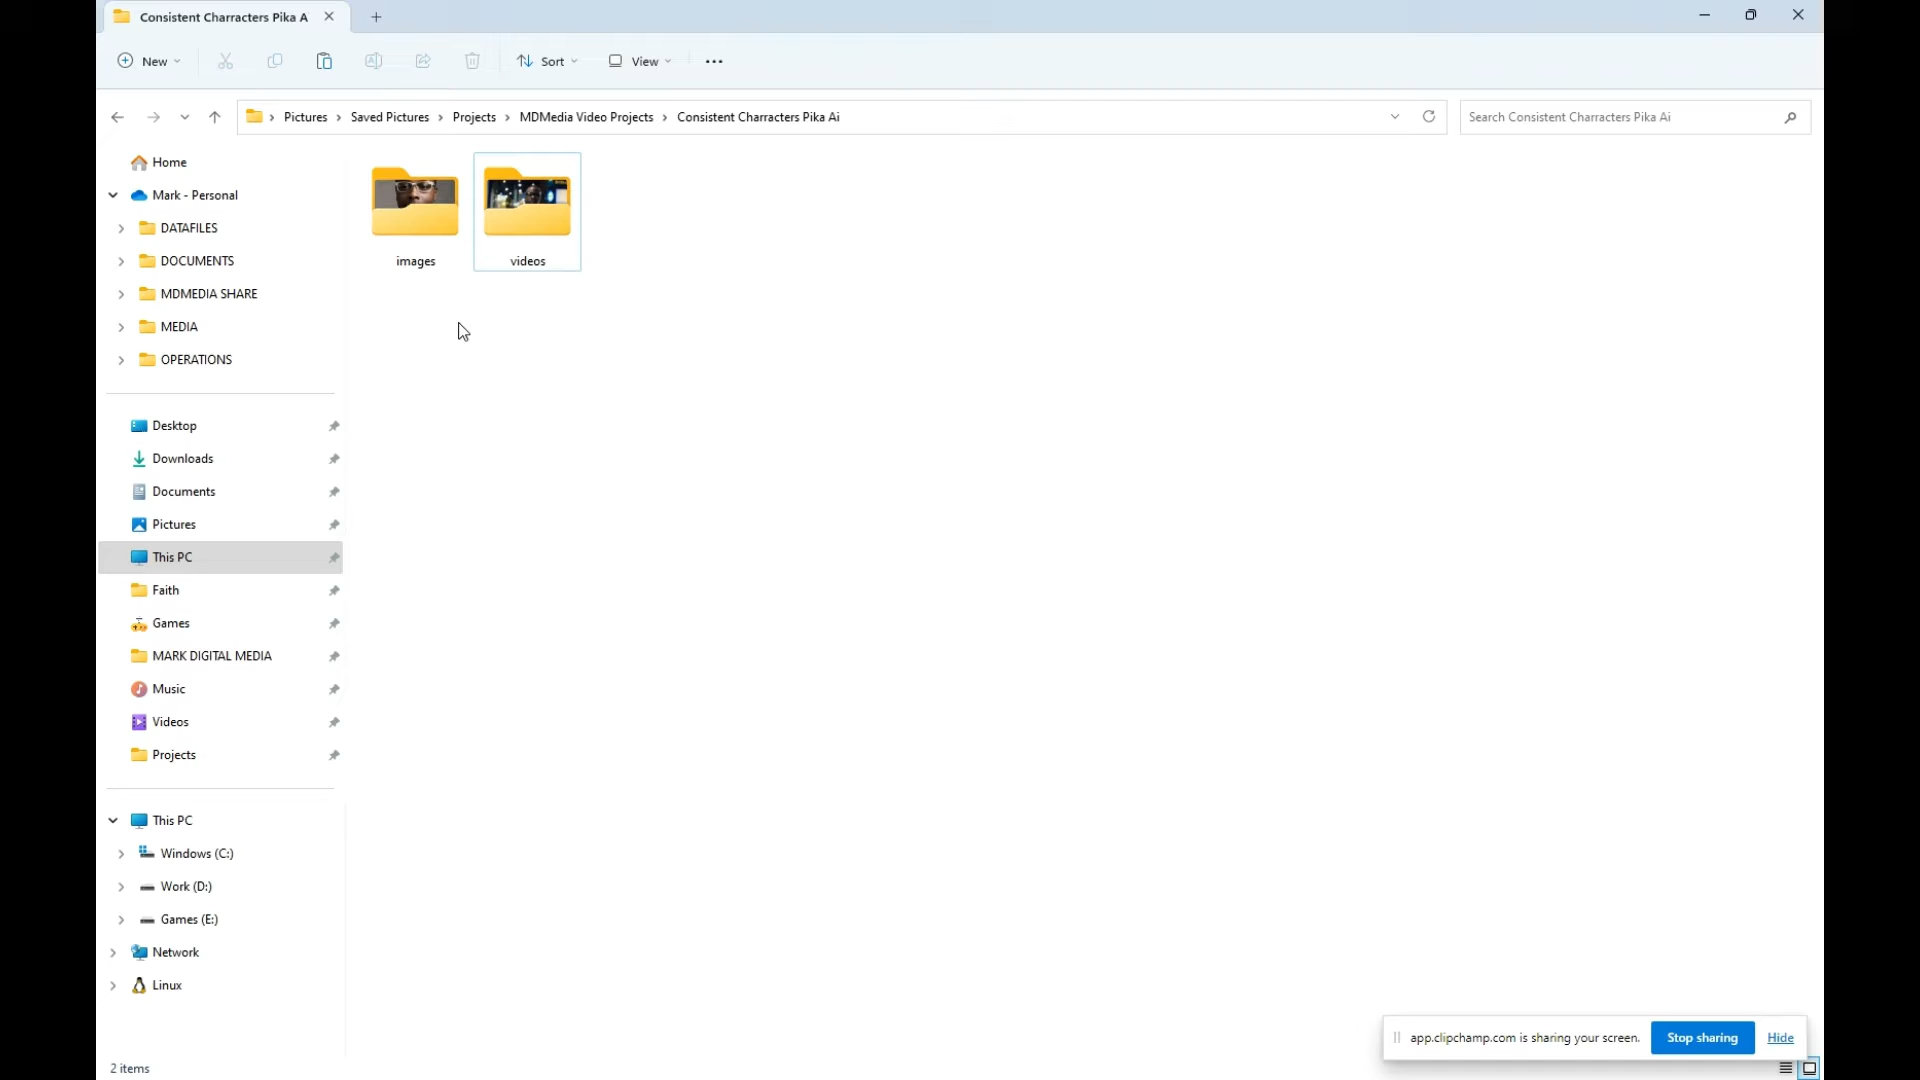 Consistent Charracters Pika A
New
Sort
View
Pictures > Saved Pictures > Projects > MDMedia Video Projects > Consistent Charracters Pika Ai
Search Consistent Charracters Pika Ai
Home
Mark - Personal
DATAFILES
DOCUMENTS
MDMEDIA SHARE
MEDIA
OPERATIONS
Desktop
Downloads
Documents
Pictures
This PC
Faith
Games
MARK DIGITAL MEDIA
Music
Videos
Projects
This PC
Windows (C:)
Work (D:)
Games (E:)
Network
Linux
images
videos
app.clipchamp.com is sharing your screen.
Stop sharing
Hide
2 items